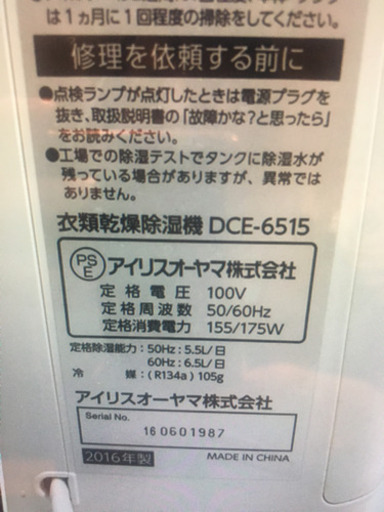 は1ヵ月に1回程度の掃除をしてください。
修理を依頼する前に
●点検ランプが点灯したときは電源プラグを
抜き、取扱説明書の「故障かな?と思ったら」
をお読みください。
●工場での除湿テストでタンクに除湿水が
残っている場合がありますが、異常では
ありません。
衣類乾燥除湿機 DCE-6515
PSE アイリスオーヤマ株式会社
定格電圧 100V
定格周波数 50/60Hz
定格消費電力 155/175W
定格除湿能力:50Hz:5.5L/日
60Hz:6.5L/日
冷 媒:(R134a)105g
アイリスオーヤマ株式会社
Serial No.
160601987
2016年製 MADE IN CHINA